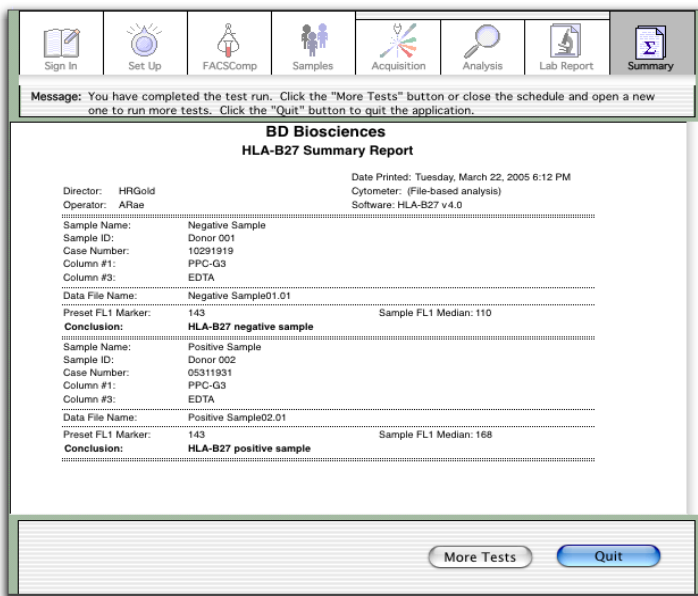 Sign In Set Up FACSComp Samples Acquisition Analysis Lab Report Σ Summary
Message: You have completed the test run. Click the "More Tests" button or close the schedule and open a new
one to run more tests. Click the "Quit" button to quit the application.
BD Biosciences
HLA-B27 Summary Report
Date Printed: Tuesday, March 22, 2005 6:12 PM
Director: HRGold Cytometer: (File-based analysis)
Operator: ARae Software: HLA-B27 v4.0
Sample Name: Negative Sample
Sample ID: Donor 001
Case Number: 10291919
Column #1: PPC-G3
Column #3: EDTA
Data File Name: Negative Sample01.01
Preset FL1 Marker: 143 Sample FL1 Median: 110
Conclusion: HLA-B27 negative sample
Sample Name: Positive Sample
Sample ID: Donor 002
Case Number: 05311931
Column #1: PPC-G3
Column #3: EDTA
Data File Name: Positive Sample02.01
Preset FL1 Marker: 143 Sample FL1 Median: 168
Conclusion: HLA-B27 positive sample
More Tests Quit